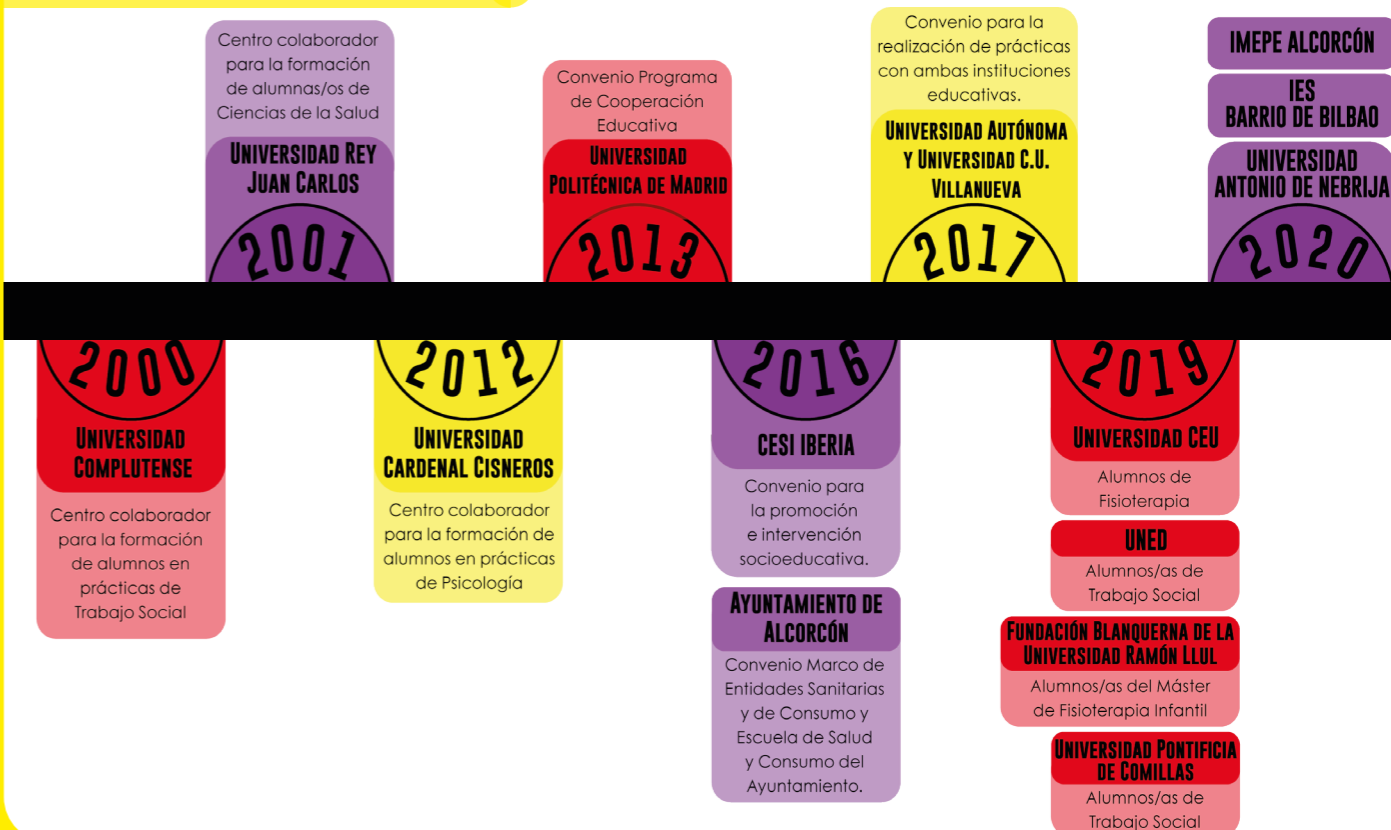 Centro colaborador
para la formación
de alumnas/os de
Ciencias de la Salud
Universidad Rey
Juan Carlos
2001
Convenio Programa
de Cooperación
Educativa
Universidad
Politécnica de Madrid
2013
Convenio para la
realización de prácticas
con ambas instituciones
educativas.
Universidad Autónoma
y Universidad C.U.
Villanueva
2017
IMEPE ALCORCÓN
IES
BARRIO DE BILBAO
UNIVERSIDAD
ANTONIO DE NEBRIJA
2020
2000
Universidad
Complutense
Centro colaborador
para la formación
de alumnos en
prácticas de
Trabajo Social
2012
Universidad
Cardenal Cisneros
Centro colaborador
para la formación de
alumnos en prácticas
de Psicología
2016
CESI IBERIA
Convenio para
la promoción
e intervención
socioeducativa.
Ayuntamiento de
Alcorcón
Convenio Marco de
Entidades Sanitarias
y de Consumo y
Escuela de Salud
y Consumo del
Ayuntamiento.
2019
Universidad CEU
Alumnos de
Fisioterapia
UNED
Alumnos/as de
Trabajo Social
Fundación Blanquerna de la
Universidad Ramón Llul
Alumnos/as del Máster
de Fisioterapia Infantil
Universidad Pontificia
de Comillas
Alumnos/as de
Trabajo Social